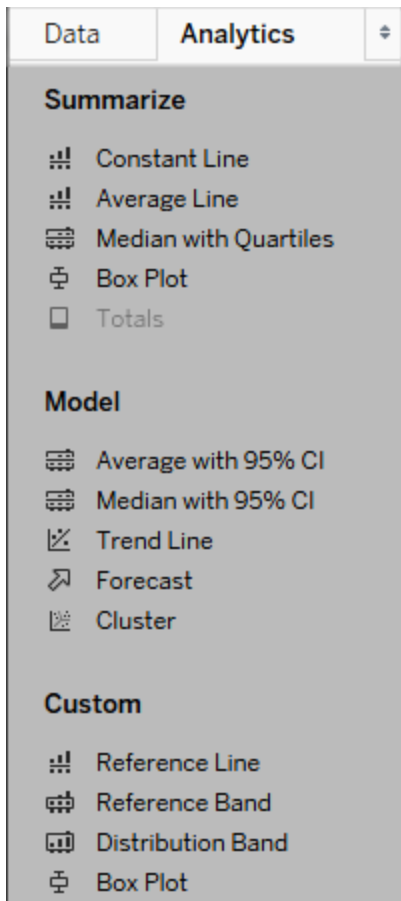 Data Analytics
Summarize
Constant Line
Average Line
Median with Quartiles
Box Plot
Totals
Model
Average with 95% CI
Median with 95% CI
Trend Line
Forecast
Cluster
Custom
Reference Line
Reference Band
Distribution Band
Box Plot